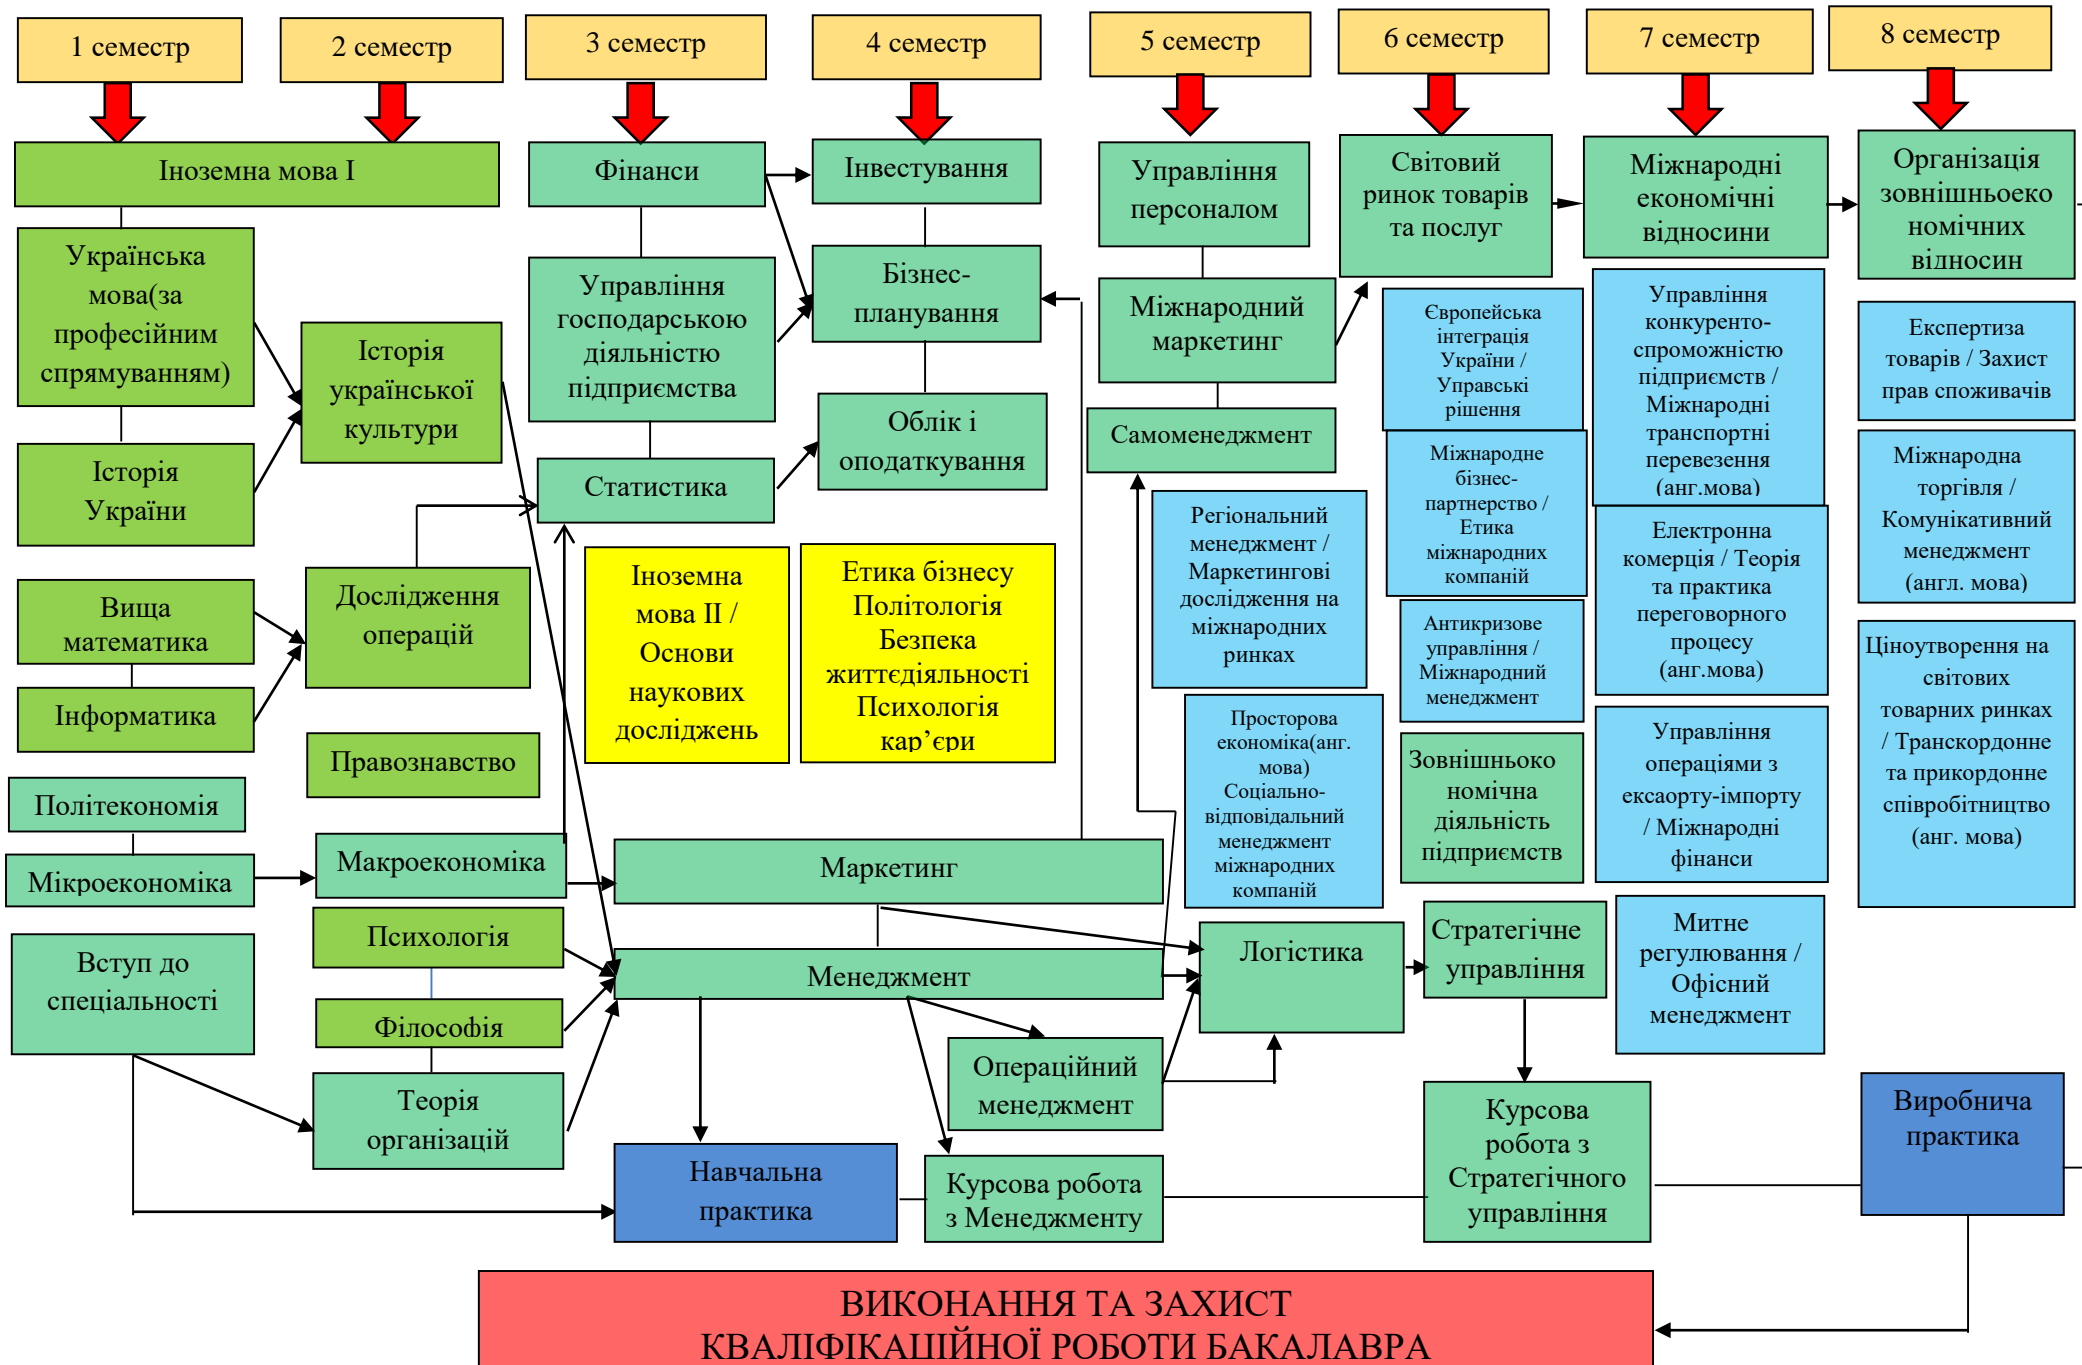 1 семестр
2 семестр
3 семестр
4 семестр
5 семестр
6 семестр
7 семестр
8 семестр
Іноземна мова І
Українська
мова(за
професійним
спрямуванням)
Історія
України
Історія
української
культури
Вища
математика
Інформатика
Дослідження
операцій
Правознавство
Політекономія
Мікроекономіка
Макроекономіка
Психологія
Філософія
Вступ до
спеціальності
Теорія
організацій
Фінанси
Управління
господарською
діяльністю
підприємства
Статистика
Іноземна
мова ІІ /
Основи
наукових
досліджень
Інвестування
Бізнес-
планування
Облік і
оподаткування
Етика бізнесу
Політологія
Безпека
життєдіяльності
Психологія
кар’єри
Маркетинг
Менеджмент
Операційний
менеджмент
Навчальна
практика
Курсова робота
з Менеджменту
Управління
персоналом
Міжнародний
маркетинг
Самоменеджмент
Регіональний
менеджмент /
Маркетингові
дослідження на
міжнародних
ринках
Просторова
економіка(анг.
мова)
Соціально-
відповідальний
менеджмент
міжнародних
компаній
Логістика
Світовий
ринок товарів
та послуг
Європейська
інтеграція
України /
Управські
рішення
Міжнародне
бізнес-
партнерство /
Етика
міжнародних
компаній
Антикризове
управління /
Міжнародний
менеджмент
Зовнішньоко
номічна
діяльність
підприємств
Стратегічне
управління
Курсова
робота з
Стратегічного
управління
Міжнародні
економічні
відносини
Управління
конкуренто-
спроможністю
підприємств /
Міжнародні
транспортні
перевезення
(анг.мова)
Електронна
комерція / Теорія
та практика
переговорного
процесу
(анг.мова)
Управління
операціями з
ексаорту-імпорту
/ Міжнародні
фінанси
Митне
регулювання /
Офісний
менеджмент
Організація
зовнішньоеко
номічних
відносин
Експертиза
товарів / Захист
прав споживачів
Міжнародна
торгівля /
Комунікативний
менеджмент
(англ. мова)
Ціноутворення на
світових
товарних ринках
/ Транскордонне
та прикордонне
співробітництво
(анг. мова)
Виробнича
практика
ВИКОНАННЯ ТА ЗАХИСТ
КВАЛІФІКАЦІЙНОЇ РОБОТИ БАКАЛАВРА